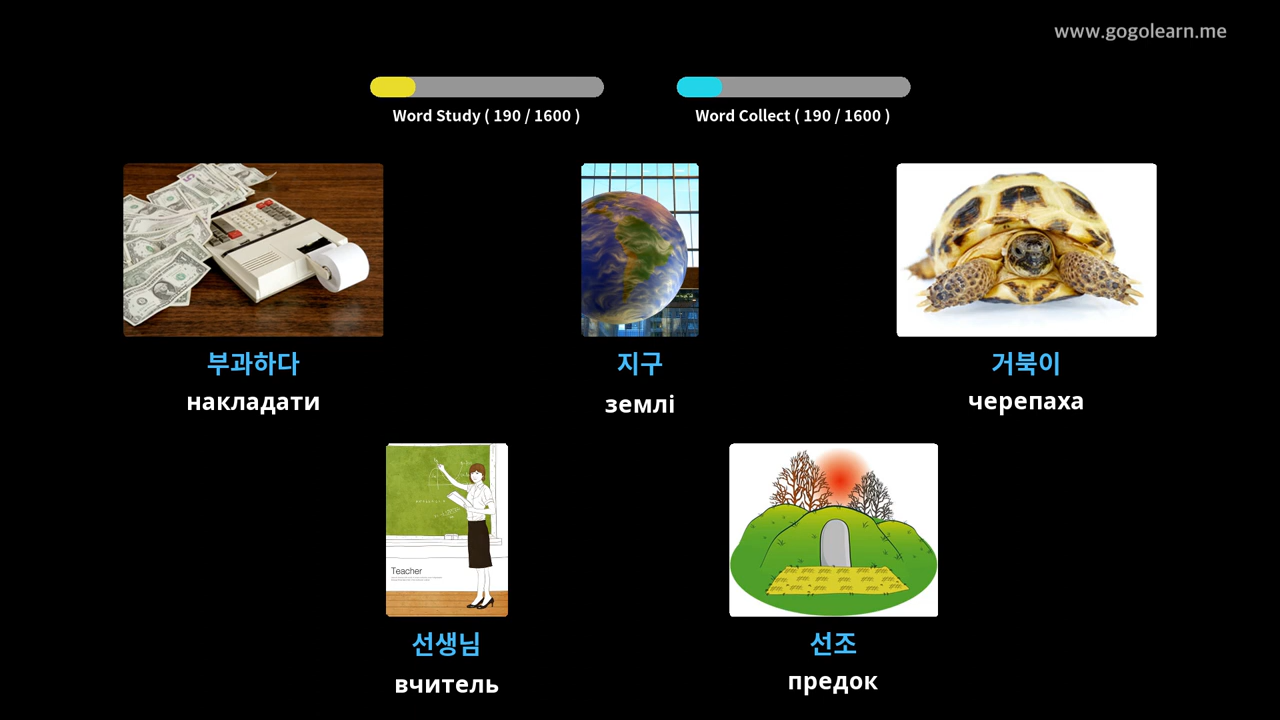 www.gogolearn.me
Word Study ( 190 / 1600 )
Word Collect ( 190 / 1600 )
부과하다
지구
거북이
накладати
землі
черепаха
Teacher
선생님
선조
вчитель
предок